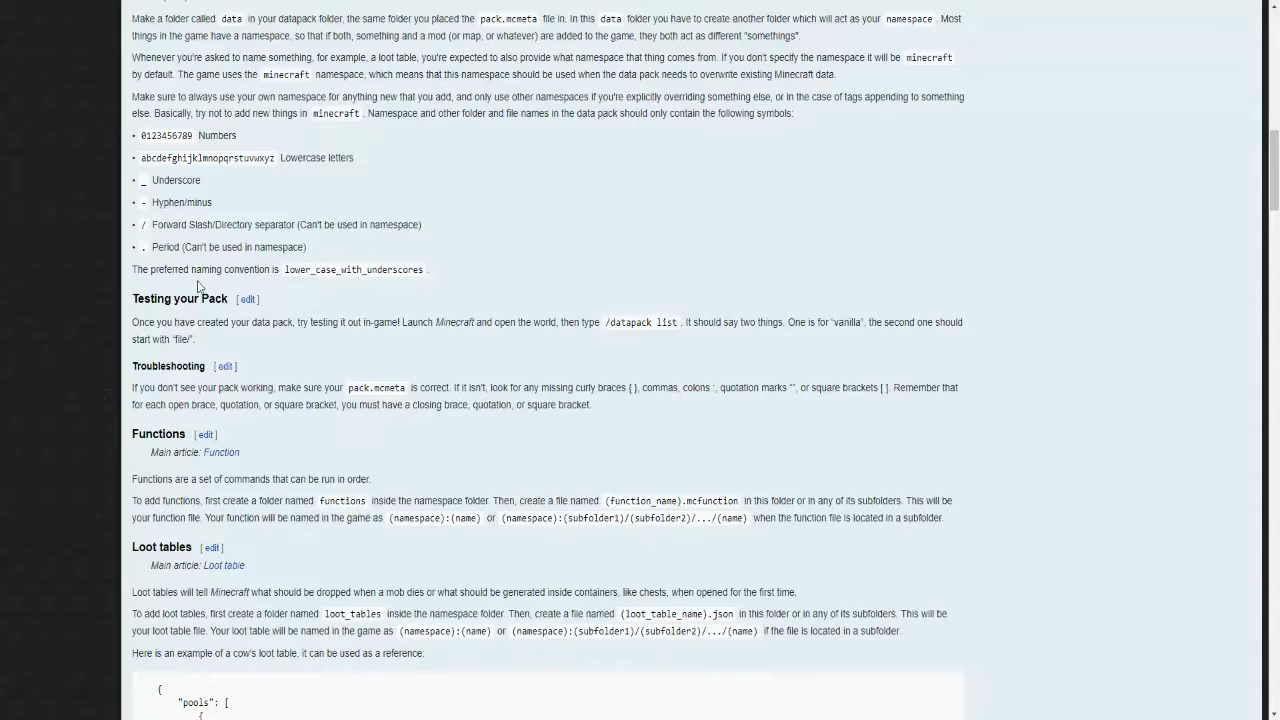 Make a folder called data in your datapack folder, the same folder you placed the pack.mcmeta file in. In this data folder you have to create another folder which will act as your namespace . Most
things in the game have a namespace, so that if both, something and a mod (or map, or whatever) are added to the game, they both act as different "somethings".
Whenever you're asked to name something, for example, a loot table, you're expected to also provide what namespace that thing comes from. If you don't specify the namespace it will be minecraft
by default. The game uses the minecraft namespace, which means that this namespace should be used when the data pack needs to overwrite existing Minecraft data.
Make sure to always use your own namespace for anything new that you add, and only use other namespaces if you're explicitly overriding something else, or in the case of tags appending to something
else. Basically, try not to add new things in minecraft . Namespace and other folder and file names in the data pack should only contain the following symbols:
• 0123456789 Numbers
• abcdefghijklmnopqrstuvwxyz Lowercase letters
• _ Underscore
• - Hyphen/minus
• / Forward Slash/Directory separator (Can't be used in namespace)
• . Period (Can't be used in namespace)
The preferred naming convention is lower_case_with_underscores .
Testing your Pack [ edit ]
Once you have created your data pack, try testing it out in-game! Launch Minecraft and open the world, then type /datapack list . It should say two things. One is for "vanilla", the second one should
start with "file/".
Troubleshooting [ edit ]
If you don't see your pack working, make sure your pack.mcmeta is correct. If it isn't, look for any missing curly braces { }, commas, colons :, quotation marks "", or square brackets [ ]. Remember that
for each open brace, quotation, or square bracket, you must have a closing brace, quotation, or square bracket.
Functions [ edit ]
Main article: Function
Functions are a set of commands that can be run in order.
To add functions, first create a folder named functions inside the namespace folder. Then, create a file named (function_name).mcfunction in this folder or in any of its subfolders. This will be
your function file. Your function will be named in the game as (namespace):(name) or (namespace):(subfolder1)/(subfolder2)/.../(name) when the function file is located in a subfolder.
Loot tables [ edit ]
Main article: Loot table
Loot tables will tell Minecraft what should be dropped when a mob dies or what should be generated inside containers, like chests, when opened for the first time.
To add loot tables, first create a folder named loot_tables inside the namespace folder. Then, create a file named (loot_table_name).json in this folder or in any of its subfolders. This will be
your loot table file. Your loot table will be named in the game as (namespace):(name) or (namespace):(subfolder1)/(subfolder2)/.../(name) if the file is located in a subfolder.
Here is an example of a cow's loot table, it can be used as a reference:
{
"pools": [
{